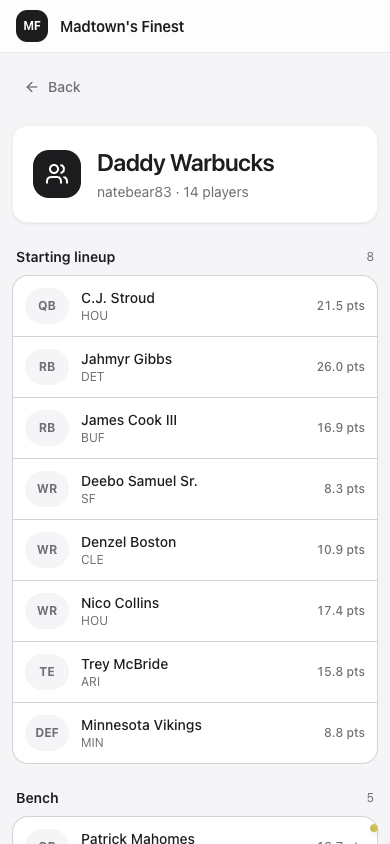 MF Madtown's Finest
Back
Daddy Warbucks
natebear83 · 14 players
Starting lineup 8
QB C.J. Stroud 21.5 pts
HOU
RB Jahmyr Gibbs 26.0 pts
DET
RB James Cook III 16.9 pts
BUF
WR Deebo Samuel Sr. 8.3 pts
SF
WR Denzel Boston 10.9 pts
CLE
WR Nico Collins 17.4 pts
HOU
TE Trey McBride 15.8 pts
ARI
DEF Minnesota Vikings 8.8 pts
MIN
Bench 5
Patrick Mahomes